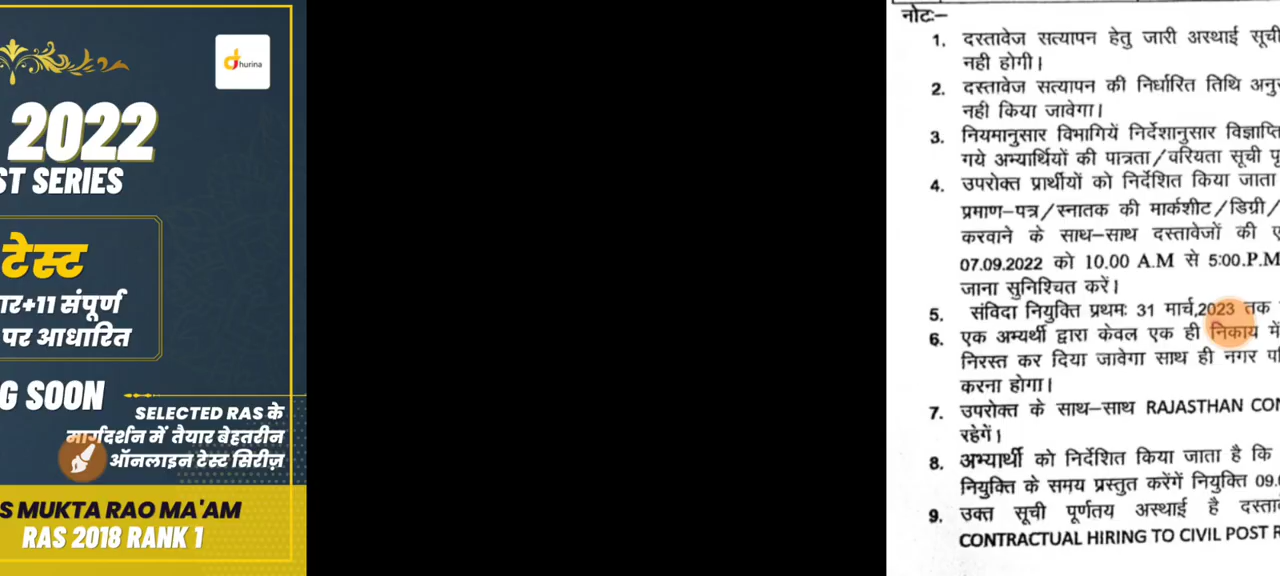 dhurina
2022
ST SERIES
टेस्ट
ार+11 संपूर्ण
पर आधारित
G SOON
SELECTED RAS के
मार्गदर्शन में तैयार बेहतरीन
ऑनलाइन टेस्ट सिरीज़
S MUKTA RAO MA'AM
RAS 2018 RANK 1
नोटः–
1. दस्तावेज सत्यापन हेतु जारी अस्थाई सूची
नही होगी।
2. दस्तावेज सत्यापन की निर्धारित तिथि अनु
नही किया जावेगा।
3. नियमानुसार विभागियें निर्देशानुसार विज्ञाप्ति
गये अभ्यार्थियों की पात्रता/वरियता सूची पृ
4. उपरोक्त प्रार्थीयों को निर्देशित किया जाता
प्रमाण–पत्र/स्नातक की मार्कशीट/डिग्री/
करवाने के साथ–साथ दस्तावेजों की ए
07.09.2022 को 10.00 A.M से 5:00.P.M
जाना सुनिश्चित करें।
5. संविदा नियुक्ति प्रथमः 31 मार्च,2023 तक
6. एक अभ्यर्थी द्वारा केवल एक ही निकाय में
निरस्त कर दिया जावेगा साथ ही नगर प
करना होगा।
7. उपरोक्त के साथ–साथ RAJASTHAN CON
रहेगें।
8. अभ्यार्थी को निर्देशित किया जाता है कि
नियुक्ति के समय प्रस्तुत करेंगें नियुक्ति 09.
9. उक्त सूची पूर्णतय अस्थाई है दस्ता
CONTRACTUAL HIRING TO CIVIL POST R